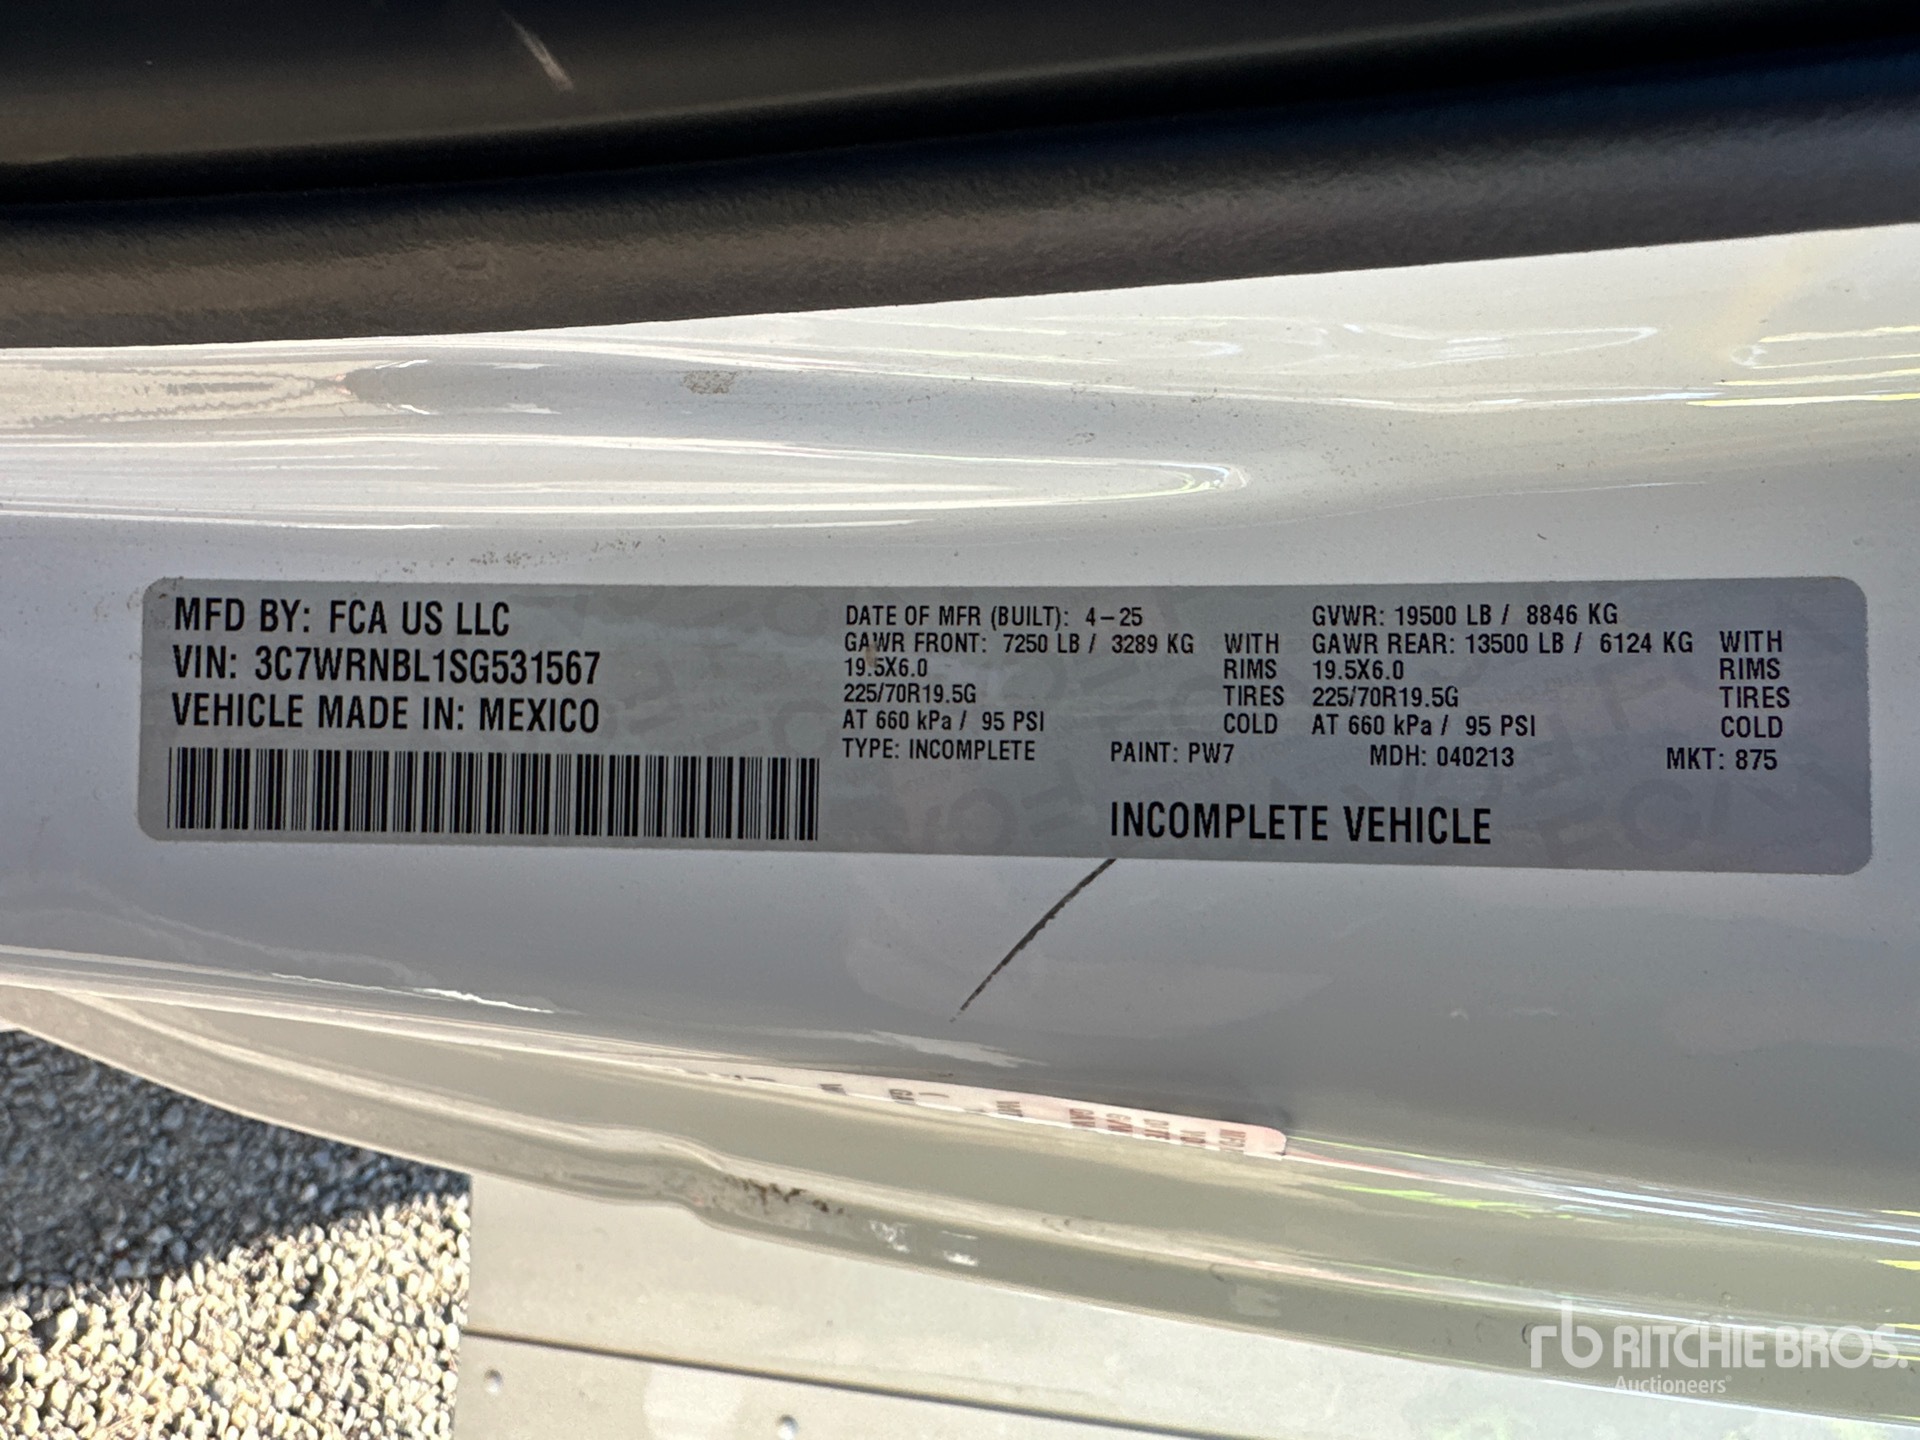 MFD BY: FCA US LLC
VIN: 3C7WRNBL1SG531567
VEHICLE MADE IN: MEXICO
DATE OF MFR (BUILT): 4-25
GAWR FRONT: 7250 LB / 3289 KG WITH
19.5X6.0 RIMS
225/70R19.5G TIRES
AT 660 kPa / 95 PSI COLD
GVWR: 19500 LB / 8846 KG
GAWR REAR: 13500 LB / 6124 KG WITH
19.5X6.0 RIMS
225/70R19.5G TIRES
AT 660 kPa / 95 PSI COLD
TYPE: INCOMPLETE PAINT: PW7 MDH: 040213 MKT: 875
INCOMPLETE VEHICLE
rb RITCHIE BROS.
Auctioneers